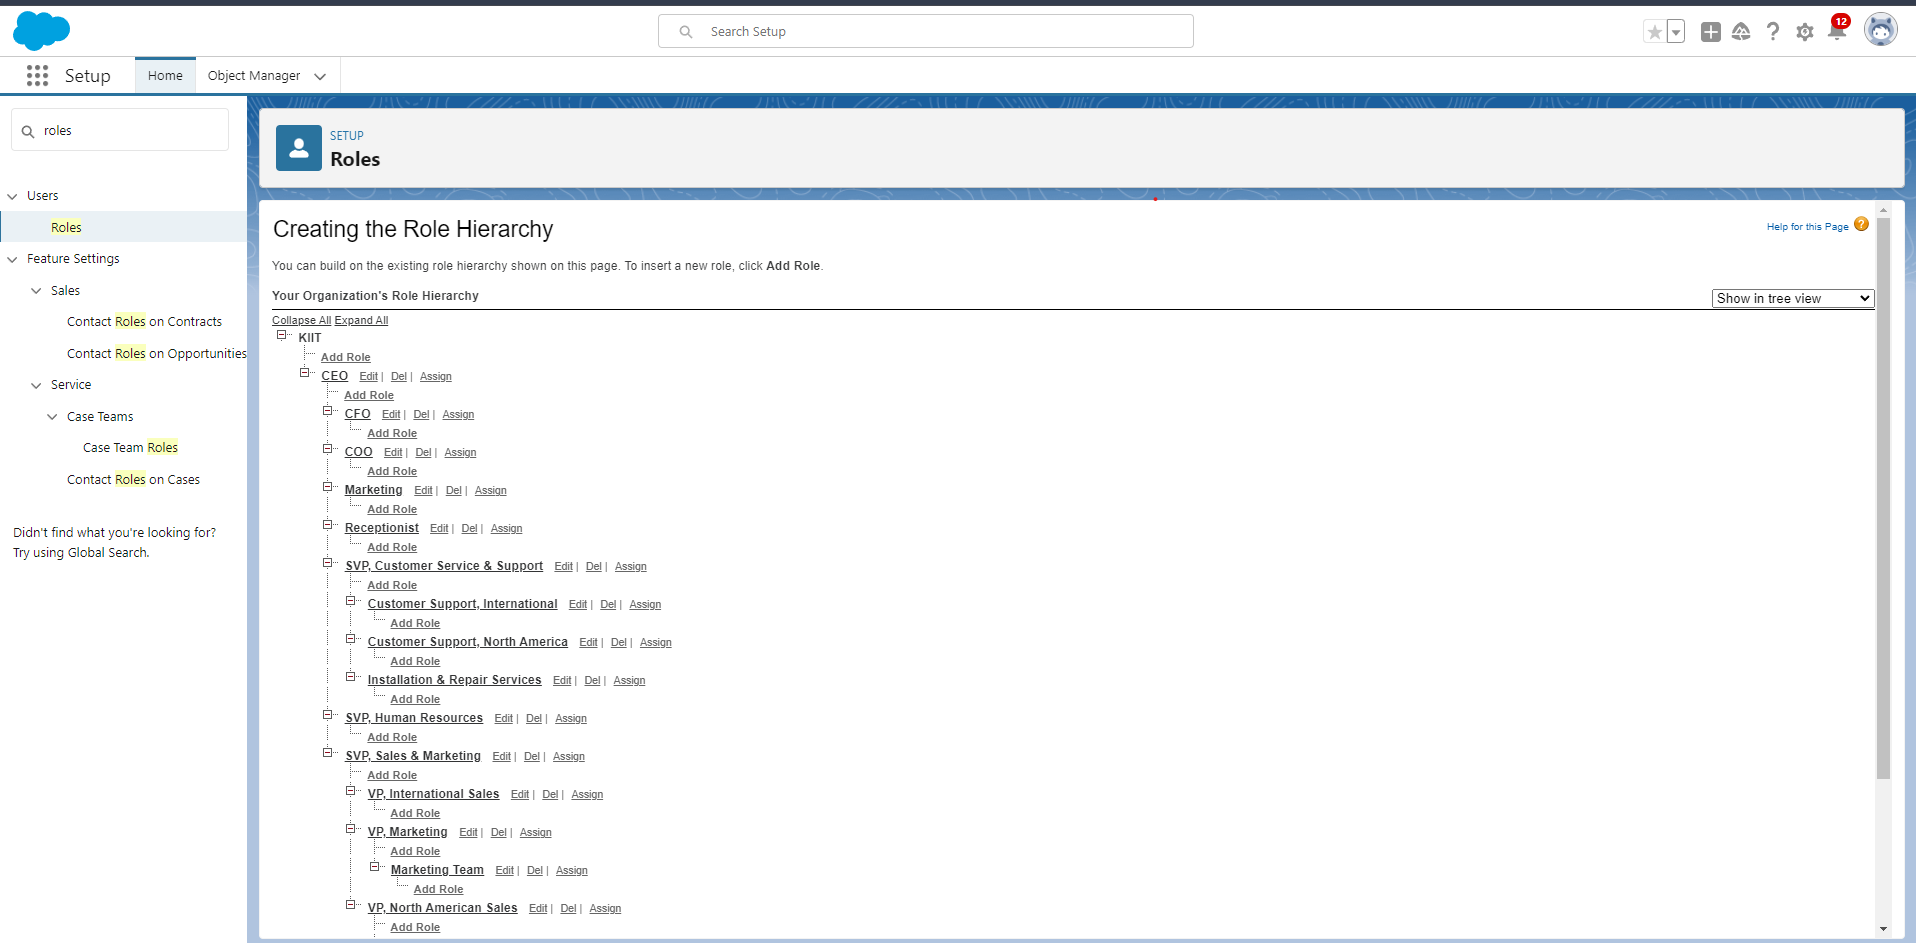 Search Setup
12
Setup
Home
Object Manager
roles
Users
Roles
Feature Settings
Sales
Contact Roles on Contracts
Contact Roles on Opportunities
Service
Case Teams
Case Team Roles
Contact Roles on Cases
Didn't find what you're looking for?
Try using Global Search.
SETUP
Roles
Creating the Role Hierarchy
Help for this Page ?
You can build on the existing role hierarchy shown on this page. To insert a new role, click Add Role.
Your Organization's Role Hierarchy
Show in tree view
Collapse All Expand All
KIIT
Add Role
CEO Edit | Del | Assign
Add Role
CFO Edit | Del | Assign
Add Role
COO Edit | Del | Assign
Add Role
Marketing Edit | Del | Assign
Add Role
Receptionist Edit | Del | Assign
Add Role
SVP, Customer Service & Support Edit | Del | Assign
Add Role
Customer Support, International Edit | Del | Assign
Add Role
Customer Support, North America Edit | Del | Assign
Add Role
Installation & Repair Services Edit | Del | Assign
Add Role
SVP, Human Resources Edit | Del | Assign
Add Role
SVP, Sales & Marketing Edit | Del | Assign
Add Role
VP, International Sales Edit | Del | Assign
Add Role
VP, Marketing Edit | Del | Assign
Add Role
Marketing Team Edit | Del | Assign
Add Role
VP, North American Sales Edit | Del | Assign
Add Role